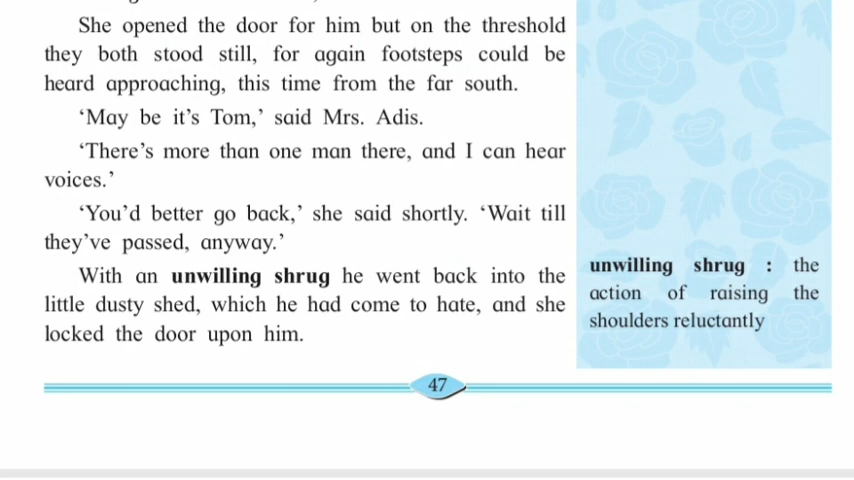 She opened the door for him but on the threshold
they both stood still, for again footsteps could be
heard approaching, this time from the far south.
‘May be it’s Tom,’ said Mrs. Adis.
‘There’s more than one man there, and I can hear
voices.’
‘You’d better go back,’ she said shortly. ‘Wait till
they’ve passed, anyway.’
With an unwilling shrug he went back into the
little dusty shed, which he had come to hate, and she
locked the door upon him.
unwilling shrug : the
action of raising the
shoulders reluctantly
47